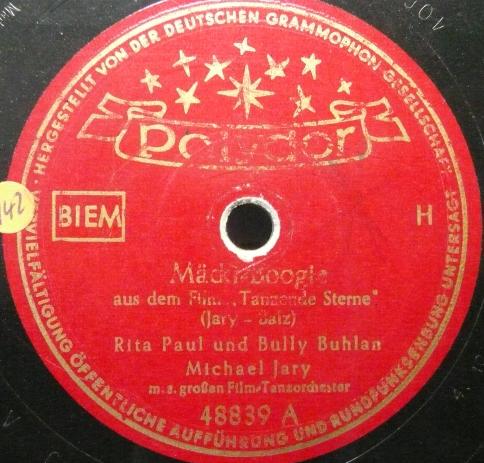 HERGESTELLT VON DER DEUTSCHEN GRAMMOPHON GESELLSCHAFT
Polydor
142
BIEM
H
Mäcki-Boogie
aus dem Film „Tanzende Sterne"
(Jary - Balz)
Rita Paul und Bully Buhlan
Michael Jary
m. s. großen Film-Tanzorchester
48839 A
VERVIELFÄLTIGUNG ÖFFENTLICHE AUFFÜHRUNG UND RUNDFUNKSENDUNG UNTERSAGT